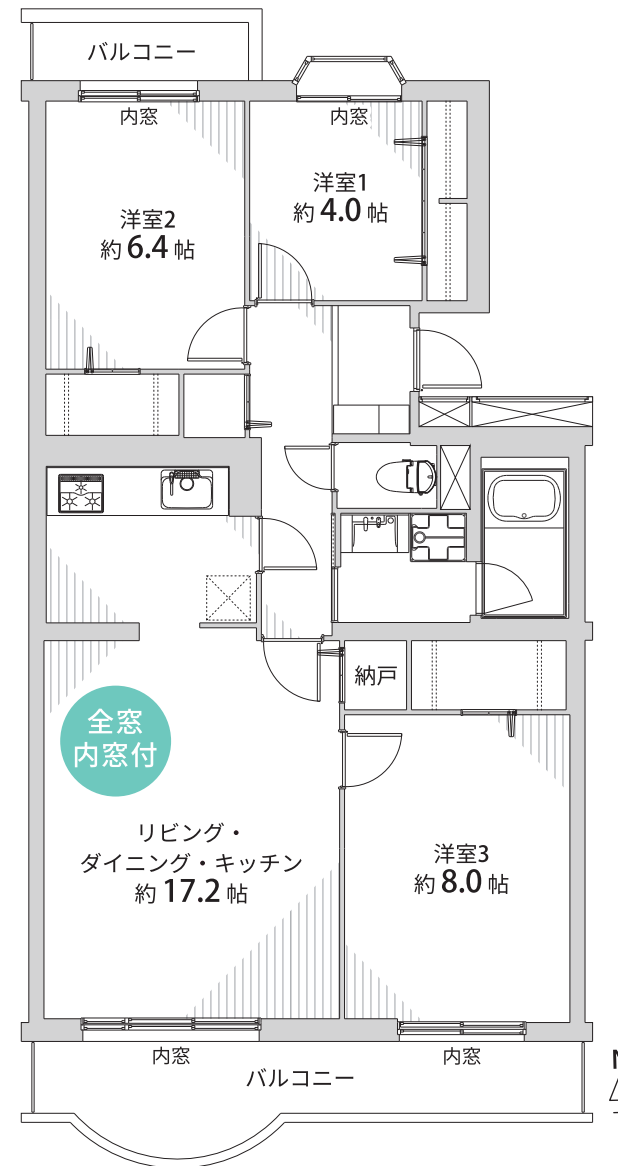 バルコニー
内窓
内窓
洋室1
約4.0帖
洋室2
約6.4帖
納戸
全窓
内窓付
リビング・
ダイニング・キッチン
約17.2帖
洋室3
約8.0帖
内窓
内窓
バルコニー